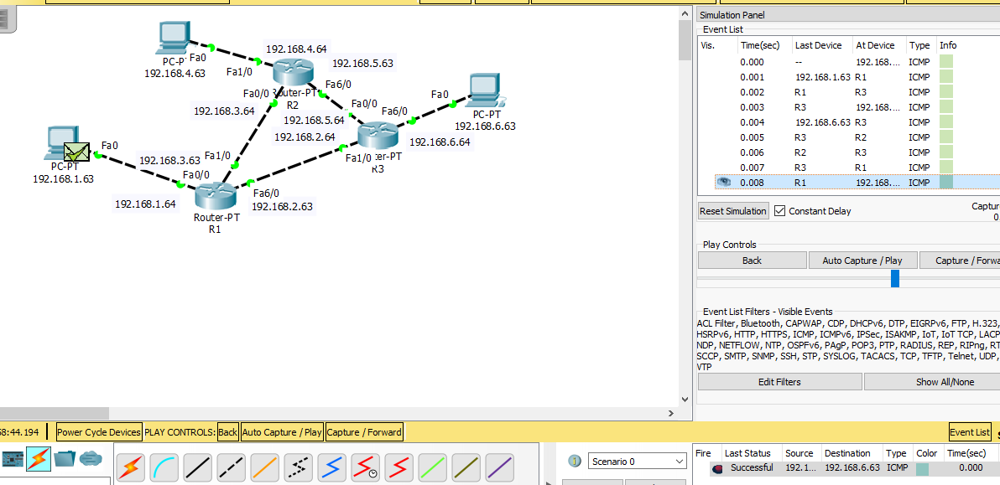 PC-P Fa0
192.168.4.63
Fa1/0
192.168.4.64
192.168.5.63
Fa0/0
Router-PT
R2
Fa6/0
192.168.3.64
192.168.5.64
192.168.2.64
Fa0/0
Fa6/0
Fa0
PC-PT
192.168.6.63
192.168.6.64
Fa1/0
er-PT
R3
Fa0
PC-PT
192.168.1.63
192.168.3.63
Fa1/0
Fa0/0
192.168.1.64
Fa6/0
192.168.2.63
Router-PT
R1
Simulation Panel
Event List
Vis. Time(sec) Last Device At Device Type Info
0.000 -- 192.168.... ICMP
0.001 192.168.1.63 R1 ICMP
0.002 R1 R3 ICMP
0.003 R3 192.168.... ICMP
0.004 192.168.6.63 R3 ICMP
0.005 R3 R2 ICMP
0.006 R2 R3 ICMP
0.007 R3 R1 ICMP
0.008 R1 192.168.... ICMP
Reset Simulation Constant Delay Captur
0.
Play Controls
Back Auto Capture / Play Capture / Forwa
Event List Filters - Visible Events
ACL Filter, Bluetooth, CAPWAP, CDP, DHCPv6, DTP, EIGRPv6, FTP, H.323,
HSRPv6, HTTP, HTTPS, ICMP, ICMPv6, IPSec, ISAKMP, IoT, IoT TCP, LACP
NDP, NETFLOW, NTP, OSPFv6, PAgP, POP3, PTP, RADIUS, REP, RIPng, RT
SCCP, SMTP, SNMP, SSH, STP, SYSLOG, TACACS, TCP, TFTP, Telnet, UDP,
VTP
Edit Filters Show All/None
58:44.194 Power Cycle Devices PLAY CONTROLS: Back Auto Capture / Play Capture / Forward Event List
Scenario 0
Fire Last Status Source Destination Type Color Time(sec)
Successful 192.1... 192.168.6.63 ICMP 0.000